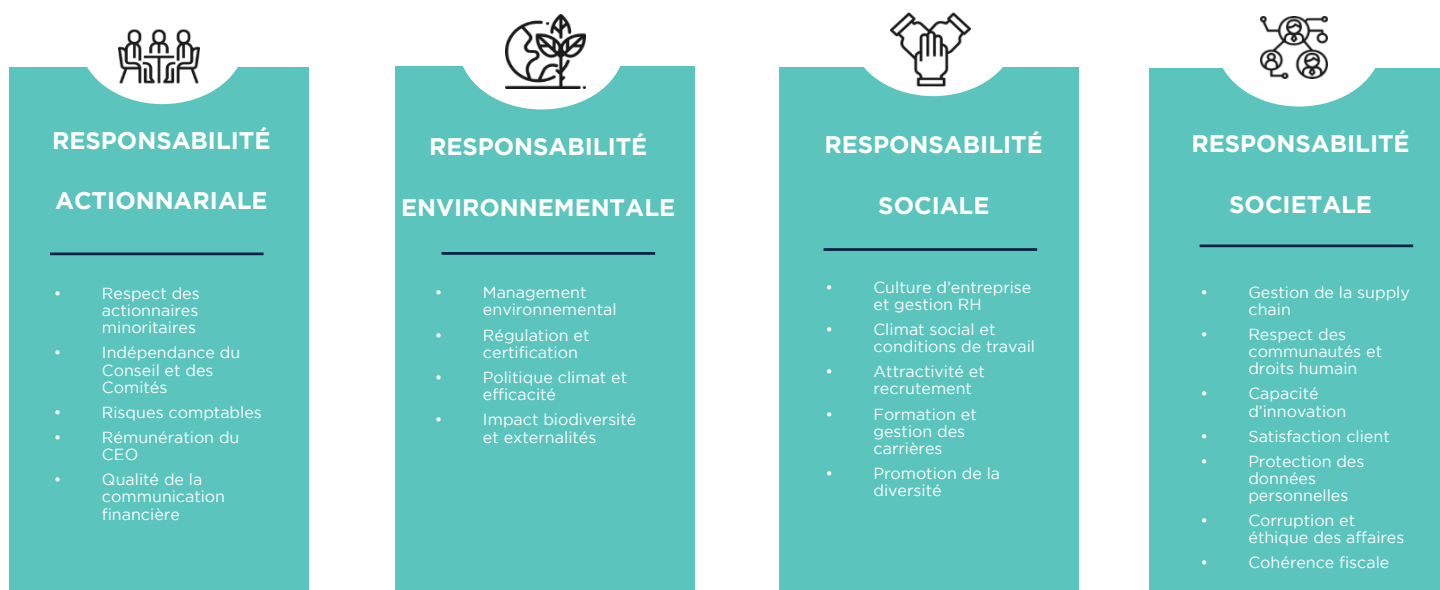 RESPONSABILITÉ
ACTIONNARIALE
• Respect des
actionnaires
minoritaires
• Indépendance du
Conseil et des
Comités
• Risques comptables
• Rémunération du
CEO
• Qualité de la
communication
financière
RESPONSABILITÉ
ENVIRONNEMENTALE
• Management
environnemental
• Régulation et
certification
• Politique climat et
efficacité
• Impact biodiversité
et externalités
RESPONSABILITÉ
SOCIALE
• Culture d'entreprise
et gestion RH
• Climat social et
conditions de travail
• Attractivité et
recrutement
• Formation et
gestion des
carrières
• Promotion de la
diversité
RESPONSABILITÉ
SOCIETALE
• Gestion de la supply
chain
• Respect des
communautés et
droits humain
• Capacité
d'innovation
• Satisfaction client
• Protection des
données
personnelles
• Corruption et
éthique des affaires
• Cohérence fiscale